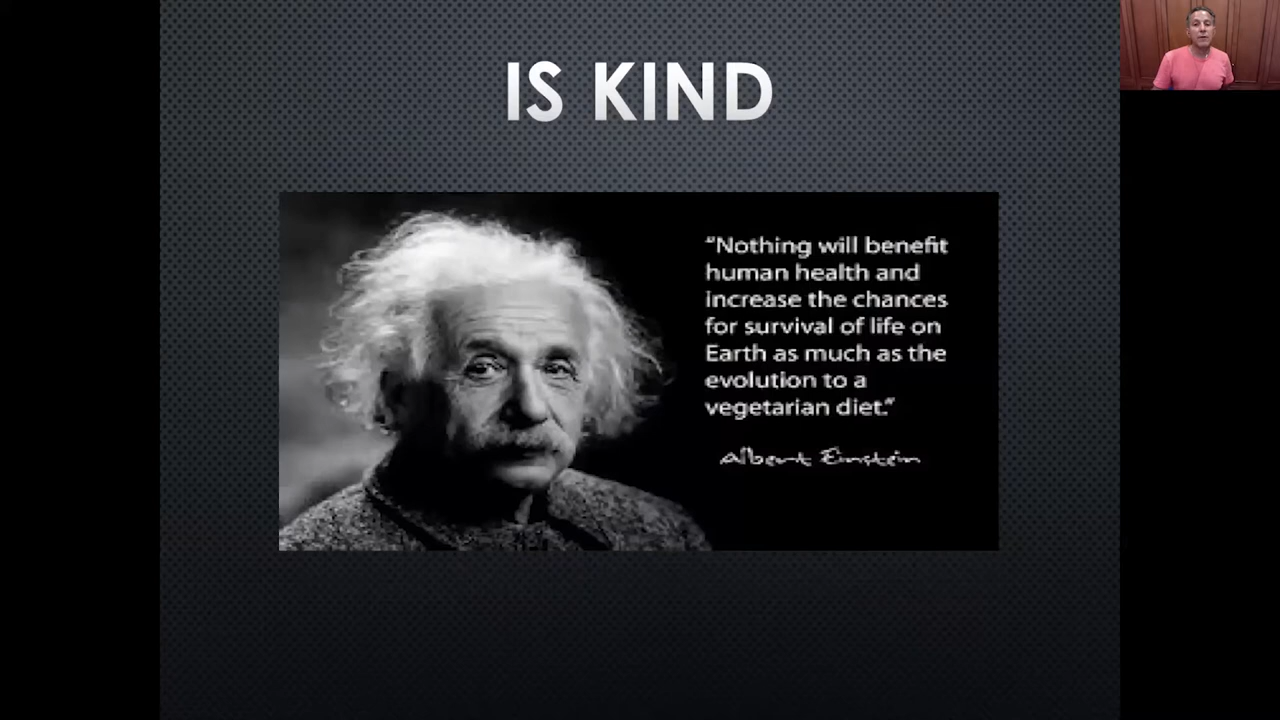 IS KIND
"Nothing will benefit
human health and
increase the chances
for survival of life on
Earth as much as the
evolution to a
vegetarian diet."
Albert Einstein